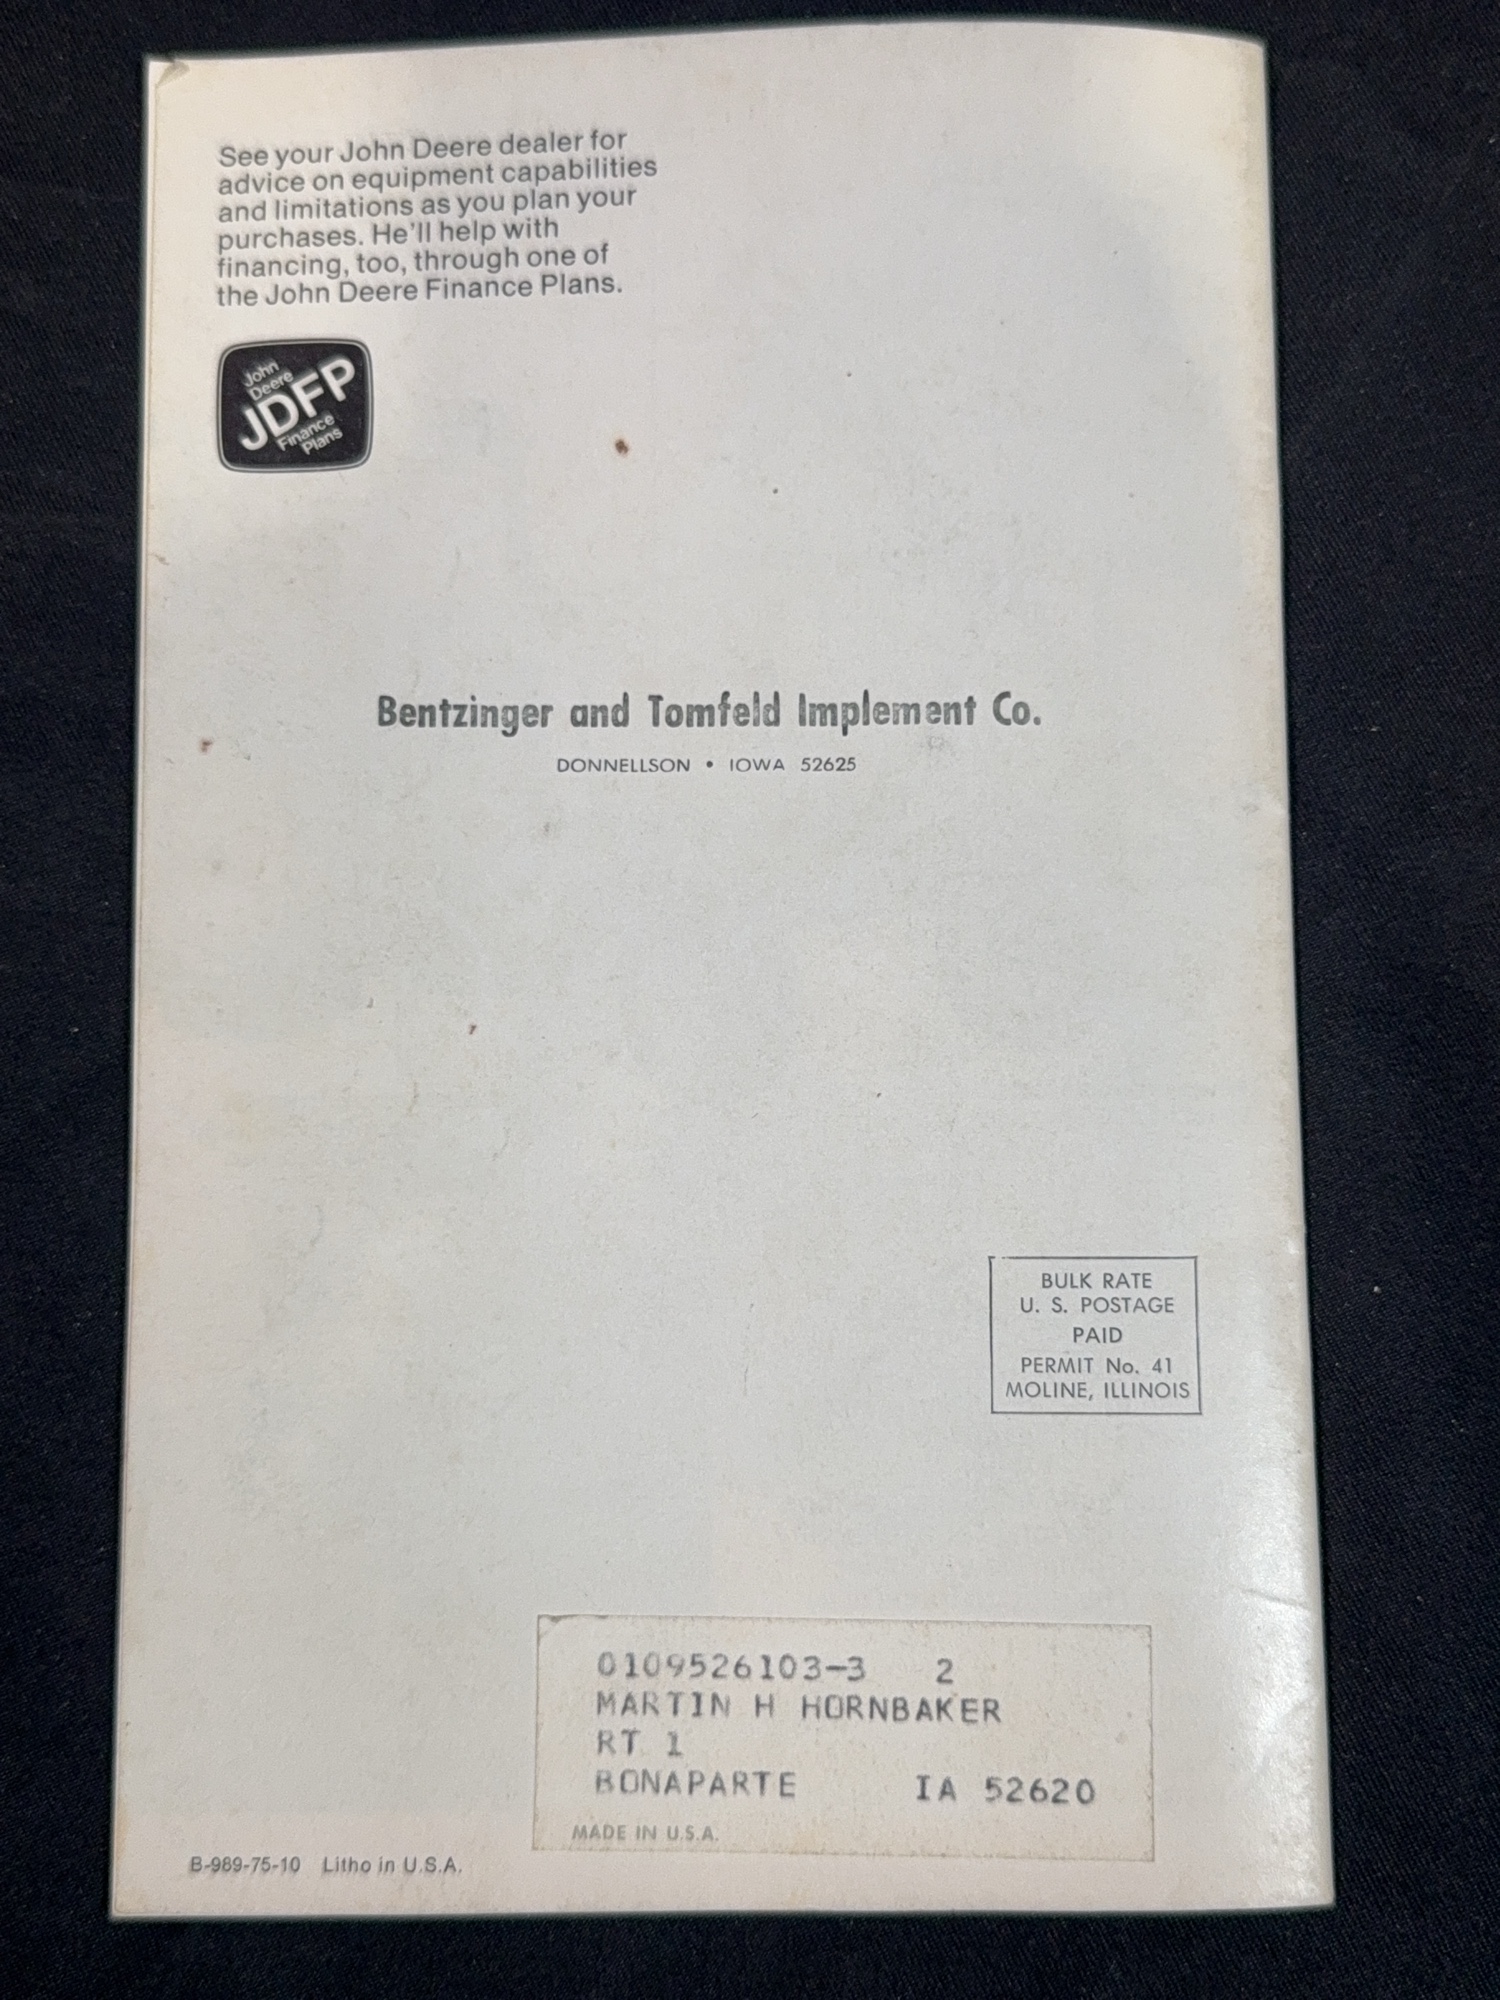 See your John Deere dealer for
advice on equipment capabilities
and limitations as you plan your
purchases. He'll help with
financing, too, through one of
the John Deere Finance Plans.
John
Deere
JDFP
Finance
Plans
Bentzinger and Tomfeld Implement Co.
DONNELLSON • IOWA 52625
BULK RATE
U. S. POSTAGE
PAID
PERMIT No. 41
MOLINE, ILLINOIS
0109526103-3 2
MARTIN H HORNBAKER
RT 1
BONAPARTE IA 52620
MADE IN U.S.A.
B-989-75-10 Litho in U.S.A.